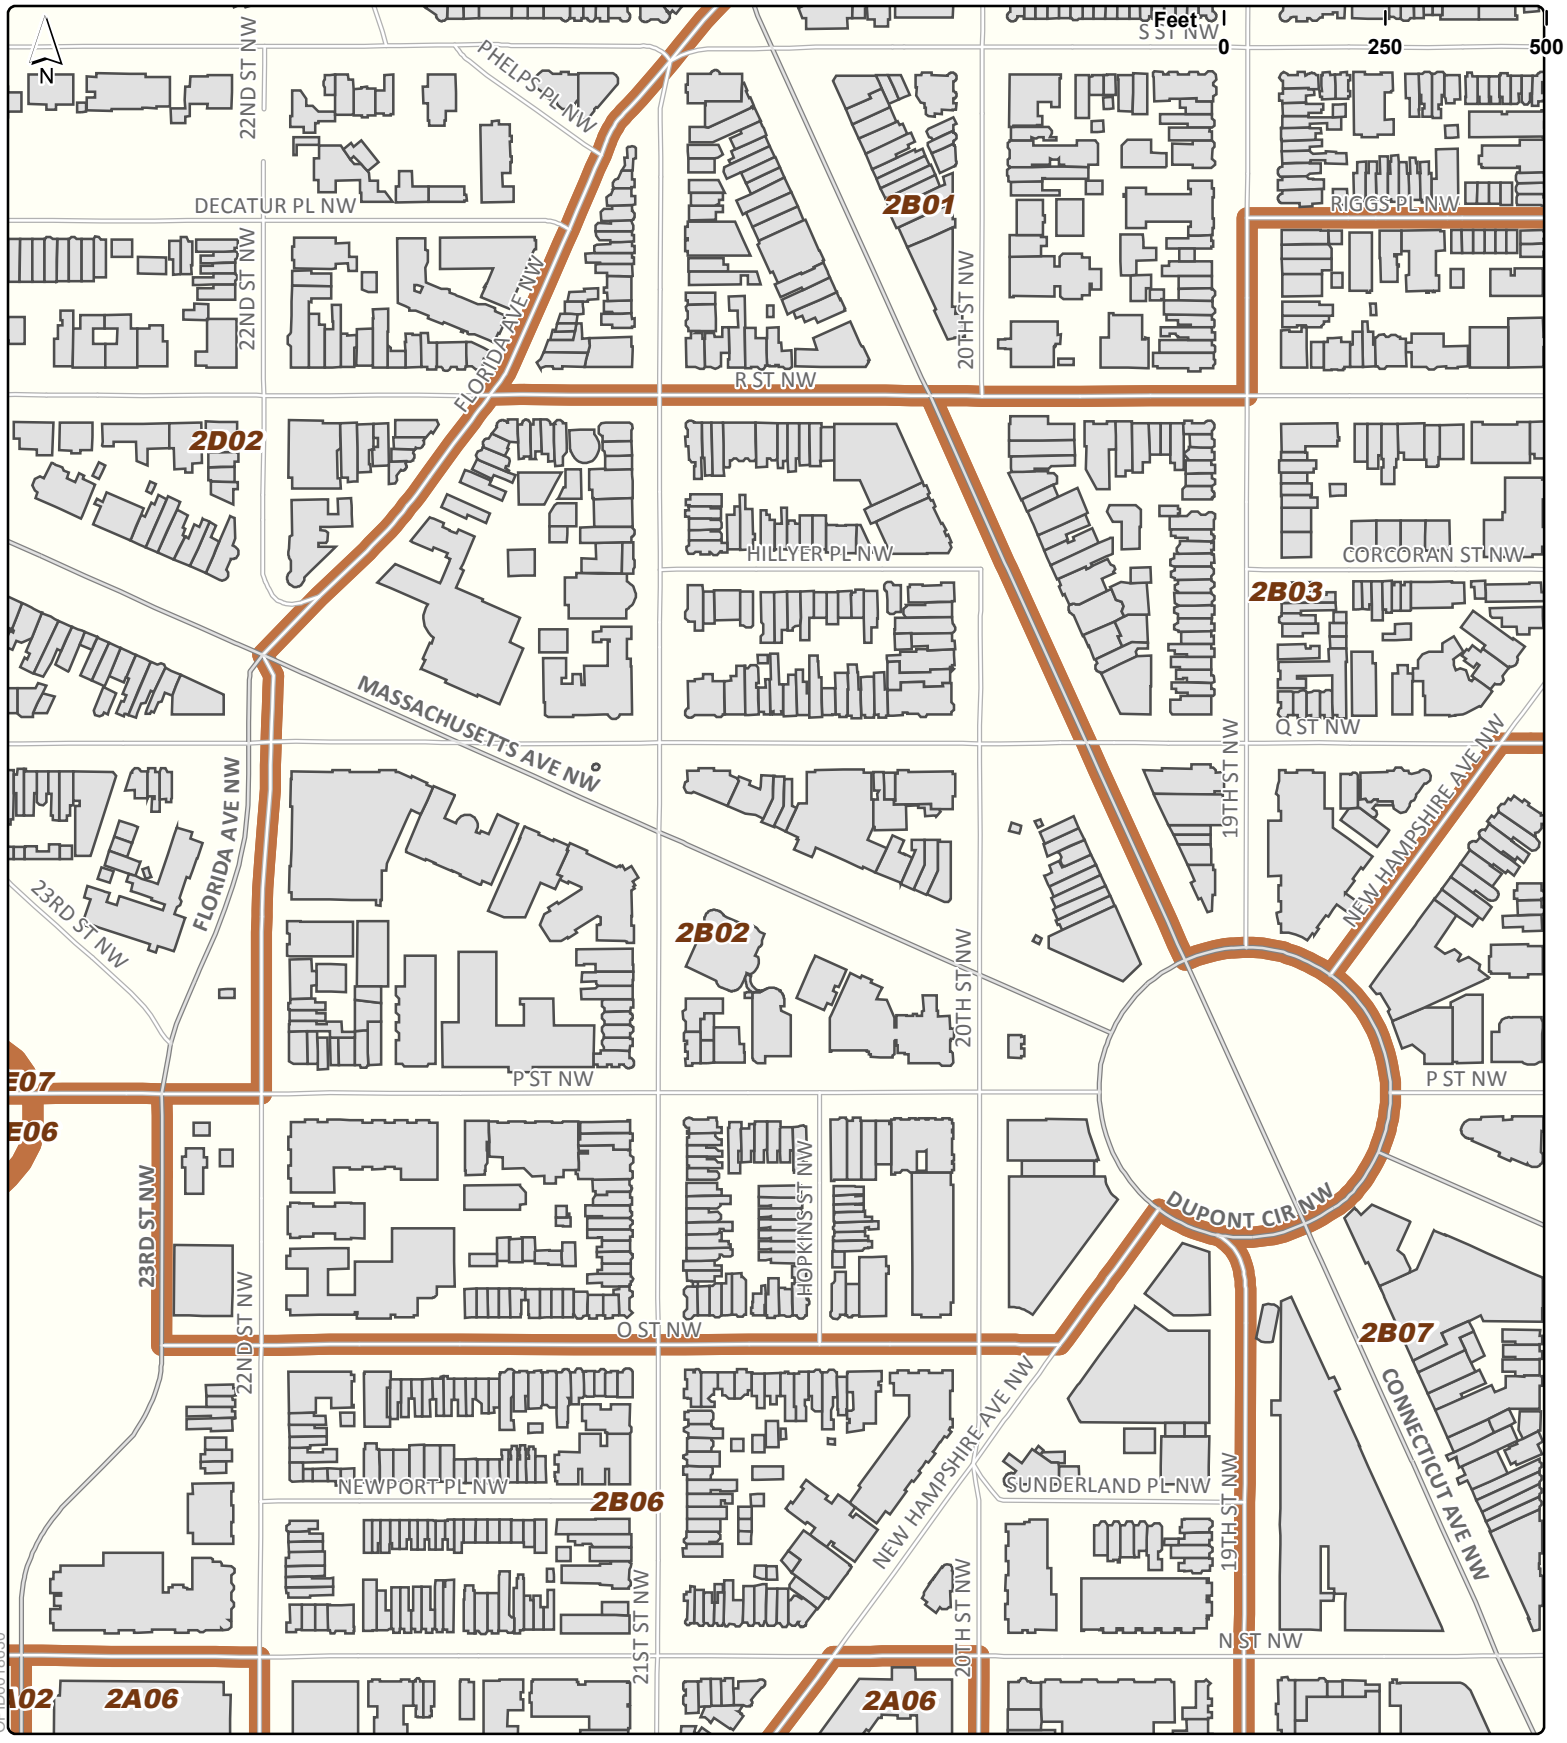 Feet
0 250 500
S ST NW
N
22ND ST NW
PHELPS PL NW
DECATUR PL NW
2B01
RIGGS PL NW
22ND ST NW
FLORIDA AVE NW
20TH ST NW
R ST NW
2D02
HILLYER PL NW
CORCORAN ST NW
2B03
MASSACHUSETTS AVE NW
Q ST NW
19TH ST NW
NEW HAMPSHIRE AVE NW
FLORIDA AVE NW
23RD ST NW
2B02
20TH ST NW
E07
P ST NW
P ST NW
E06
23RD ST NW
HOPKINS ST NW
DUPONT CIR NW
22ND ST NW
O ST NW
2B07
NEW HAMPSHIRE AVE NW
CONNECTICUT AVE NW
NEWPORT PL NW
2B06
SUNDERLAND PL NW
19TH ST NW
21ST ST NW
20TH ST NW
N ST NW
A02
2A06
2A06